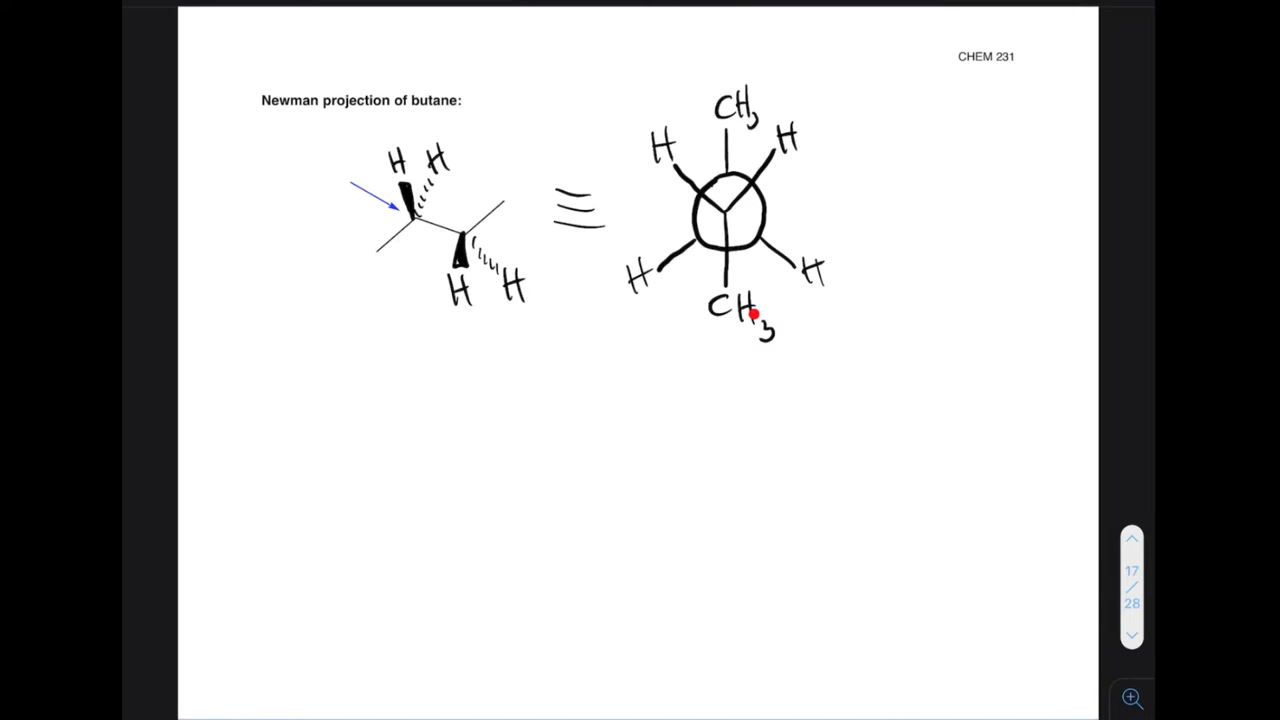 CHEM 231
Newman projection of butane:
CH3
H H
H H
≡
H H
H H
CH3
17
/
28